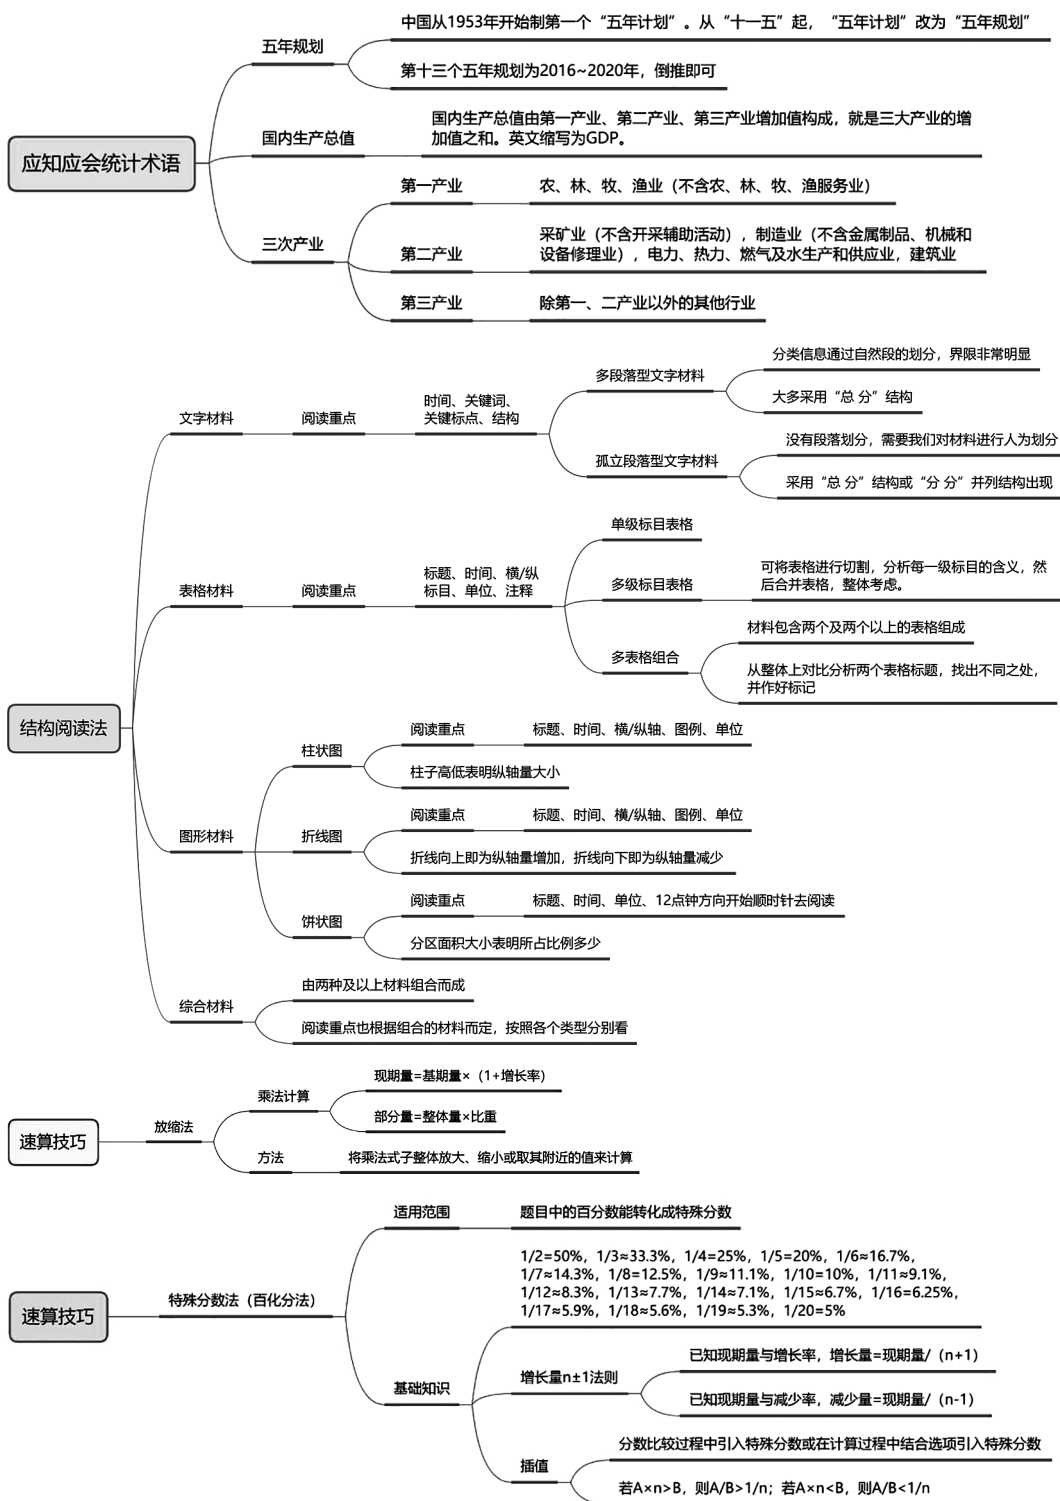 应知应会统计术语
五年规划
中国从1953年开始制第一个“五年计划”。从“十一五”起，“五年计划”改为“五年规划”
第十三个五年规划为2016~2020年，倒推即可
国内生产总值
国内生产总值由第一产业、第二产业、第三产业增加值构成，就是三大产业的增
加值之和。英文缩写为GDP。
三次产业
第一产业
农、林、牧、渔业（不含农、林、牧、渔服务业）
第二产业
采矿业（不含开采辅助活动），制造业（不含金属制品、机械和
设备修理业），电力、热力、燃气及水生产和供应业，建筑业
第三产业
除第一、二产业以外的其他行业
结构阅读法
文字材料
阅读重点
时间、关键词、
关键标点、结构
多段落型文字材料
分类信息通过自然段的划分，界限非常明显
大多采用“总 分”结构
孤立段落型文字材料
没有段落划分，需要我们对材料进行人为划分
采用“总 分”结构或“分 分”并列结构出现
表格材料
阅读重点
标题、时间、横/纵
标目、单位、注释
单级标目表格
多级标目表格
可将表格进行切割，分析每一级标目的含义，然
后合并表格，整体考虑。
多表格组合
材料包含两个及两个以上的表格组成
从整体上对比分析两个表格标题，找出不同之处，
并作好标记
图形材料
柱状图
阅读重点
标题、时间、横/纵轴、图例、单位
柱子高低表明纵轴量大小
折线图
阅读重点
标题、时间、横/纵轴、图例、单位
折线向上即为纵轴量增加，折线向下即为纵轴量减少
饼状图
阅读重点
标题、时间、单位、12点钟方向开始顺时针去阅读
分区面积大小表明所占比例多少
综合材料
由两种及以上材料组合而成
阅读重点也根据组合的材料而定，按照各个类型分别看
速算技巧
放缩法
乘法计算
现期量=基期量×（1+增长率）
部分量=整体量×比重
方法
将乘法式子整体放大、缩小或取其附近的值来计算
速算技巧
特殊分数法（百化分法）
适用范围
题目中的百分数能转化成特殊分数
基础知识
1/2=50%，1/3≈33.3%，1/4=25%，1/5=20%，1/6≈16.7%，
1/7≈14.3%，1/8=12.5%，1/9≈11.1%，1/10=10%，1/11≈9.1%，
1/12≈8.3%，1/13≈7.7%，1/14≈7.1%，1/15≈6.7%，1/16=6.25%，
1/17≈5.9%，1/18≈5.6%，1/19≈5.3%，1/20=5%
增长量n±1法则
已知现期量与增长率，增长量=现期量/（n+1）
已知现期量与减少率，减少量=现期量/（n-1）
插值
分数比较过程中引入特殊分数或在计算过程中结合选项引入特殊分数
若A×n>B，则A/B>1/n；若A×n<B，则A/B<1/n